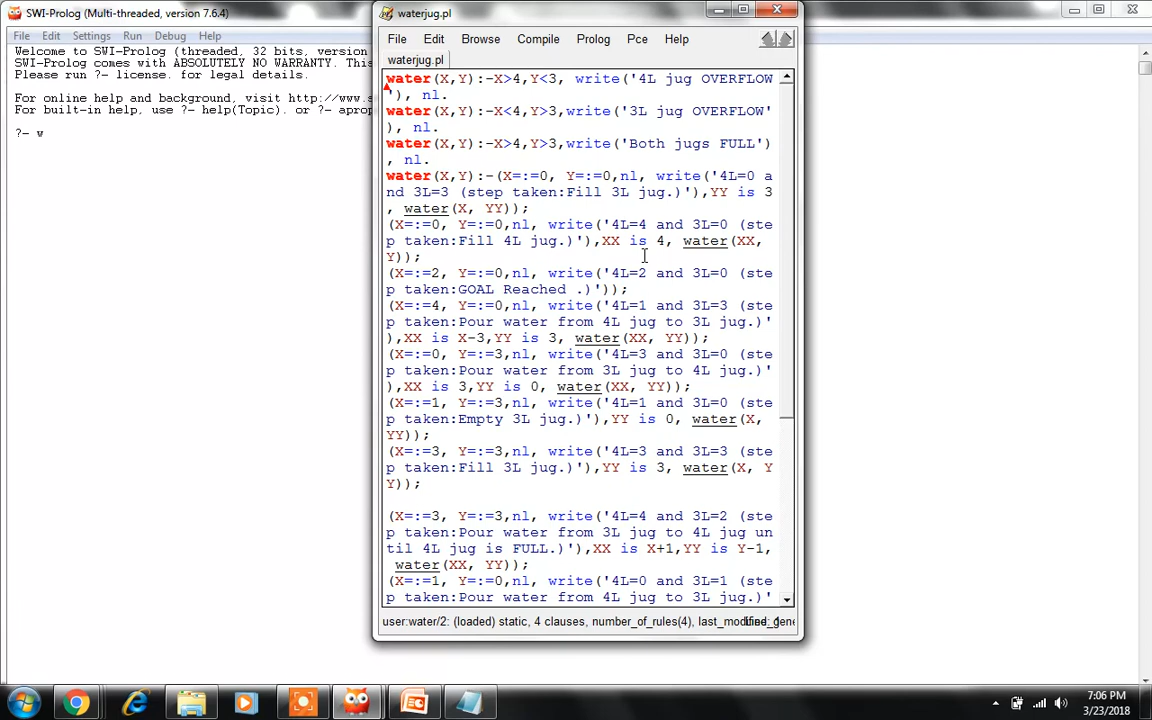 SWI-Prolog (Multi-threaded, version 7.6.4)
File Edit Settings Run Debug Help
Welcome to SWI-Prolog (threaded, 32 bits, version
SWI-Prolog comes with ABSOLUTELY NO WARRANTY. This
Please run ?- license. for legal details.
For online help and background, visit http://www.s
For built-in help, use ?- help(Topic). or ?- apropo
?- w
waterjug.pl
File Edit Browse Compile Prolog Pce Help
waterjug.pl
water(X,Y):-X>4,Y<3, write('4L jug OVERFLOW
'), nl.
water(X,Y):-X<4,Y>3,write('3L jug OVERFLOW'
), nl.
water(X,Y):-X>4,Y>3,write('Both jugs FULL')
, nl.
water(X,Y):-(X=:=0, Y=:=0,nl, write('4L=0 a
nd 3L=3 (step taken:Fill 3L jug.)'),YY is 3
, water(X, YY));
(X=:=0, Y=:=0,nl, write('4L=4 and 3L=0 (ste
p taken:Fill 4L jug.)'),XX is 4, water(XX,
Y));
(X=:=2, Y=:=0,nl, write('4L=2 and 3L=0 (ste
p taken:GOAL Reached .)'));
(X=:=4, Y=:=0,nl, write('4L=1 and 3L=3 (ste
p taken:Pour water from 4L jug to 3L jug.)'
),XX is X-3,YY is 3, water(XX, YY));
(X=:=0, Y=:=3,nl, write('4L=3 and 3L=0 (ste
p taken:Pour water from 3L jug to 4L jug.)'
),XX is 3,YY is 0, water(XX, YY));
(X=:=1, Y=:=3,nl, write('4L=1 and 3L=0 (ste
p taken:Empty 3L jug.)'),YY is 0, water(X,
YY));
(X=:=3, Y=:=0,nl, write('4L=3 and 3L=3 (ste
p taken:Fill 3L jug.)'),YY is 3, water(X, Y
Y));
(X=:=3, Y=:=3,nl, write('4L=4 and 3L=2 (ste
p taken:Pour water from 3L jug to 4L jug un
til 4L jug is FULL.)'),XX is X+1,YY is Y-1,
water(XX, YY));
(X=:=1, Y=:=0,nl, write('4L=0 and 3L=1 (ste
p taken:Pour water from 4L jug to 3L jug.)'
user:water/2: (loaded) static, 4 clauses, number_of_rules(4),
7:06 PM
3/23/2018